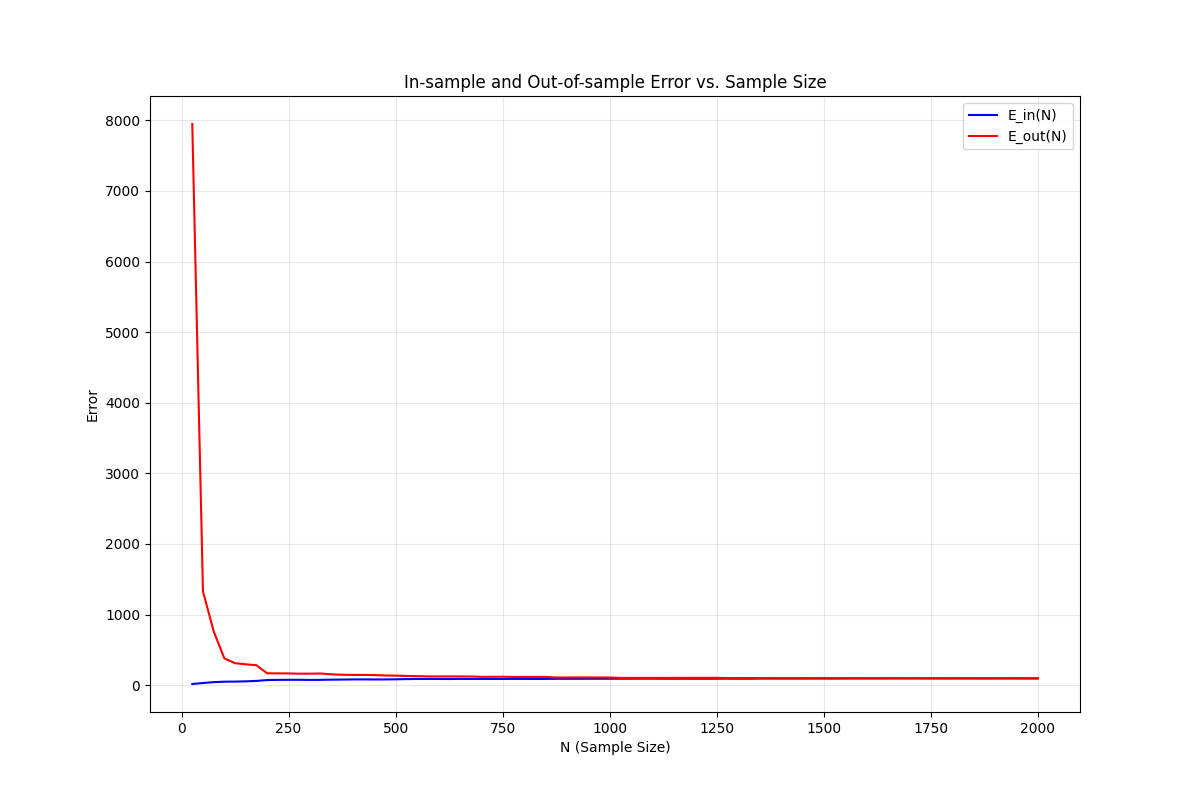 In-sample and Out-of-sample Error vs. Sample Size
E_in(N)
E_out(N)
8000
7000
6000
5000
4000
3000
2000
1000
0
Error
0 250 500 750 1000 1250 1500 1750 2000
N (Sample Size)